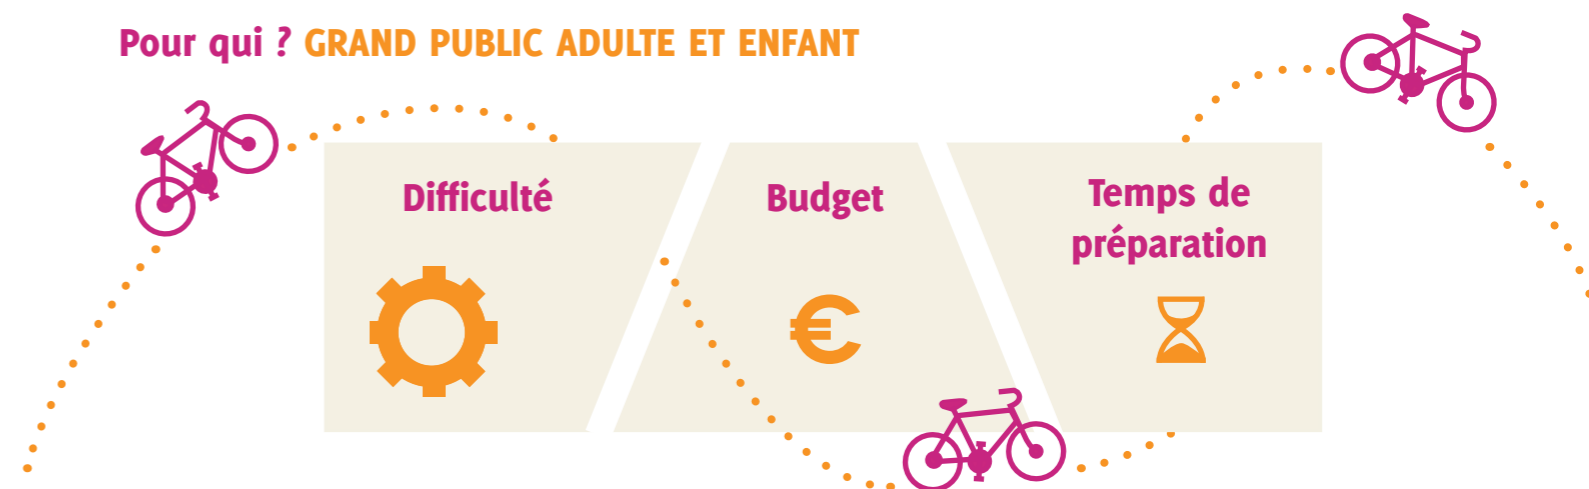 Pour qui ? GRAND PUBLIC ADULTE ET ENFANT
Difficulté
Budget
Temps de
préparation
€